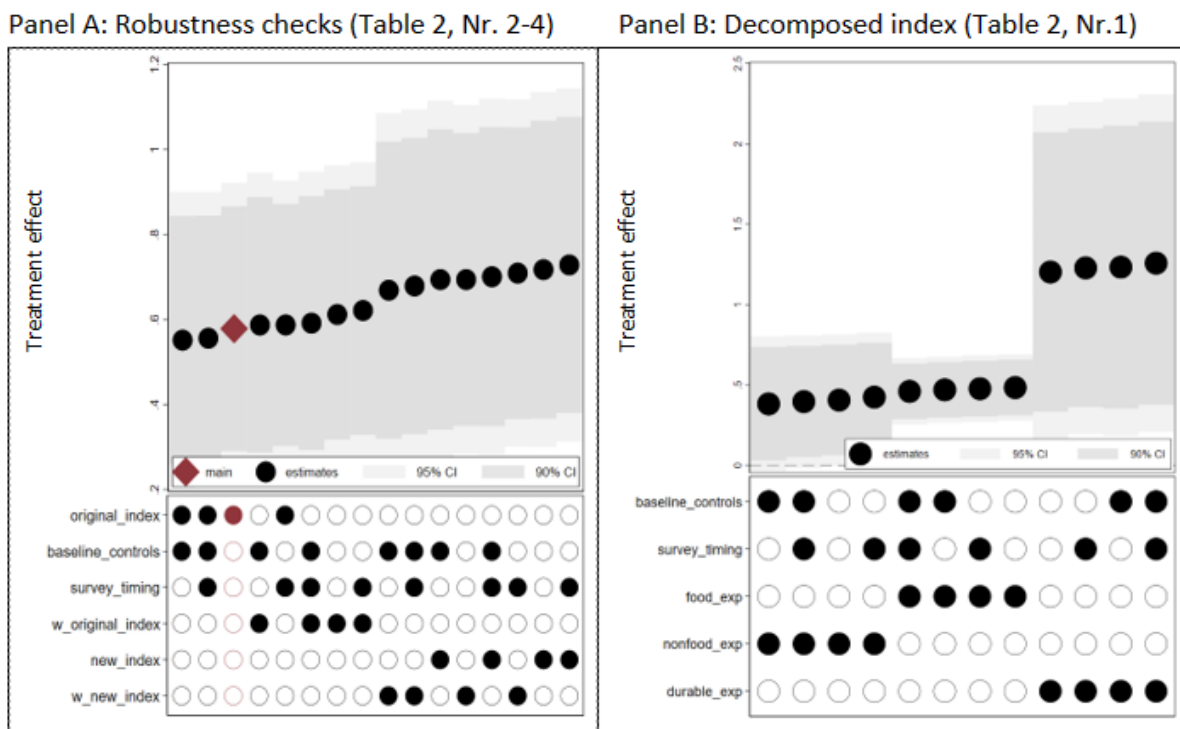 Panel A: Robustness checks (Table 2, Nr. 2-4)
Treatment effect
1.2
1
.8
.6
.4
.2
main
estimates
95% CI
90% CI
original_index
baseline_controls
survey_timing
w_original_index
new_index
w_new_index
Panel B: Decomposed index (Table 2, Nr.1)
Treatment effect
2.5
2
1.5
1
.5
0
estimates
95% CI
90% CI
baseline_controls
survey_timing
food_exp
nonfood_exp
durable_exp